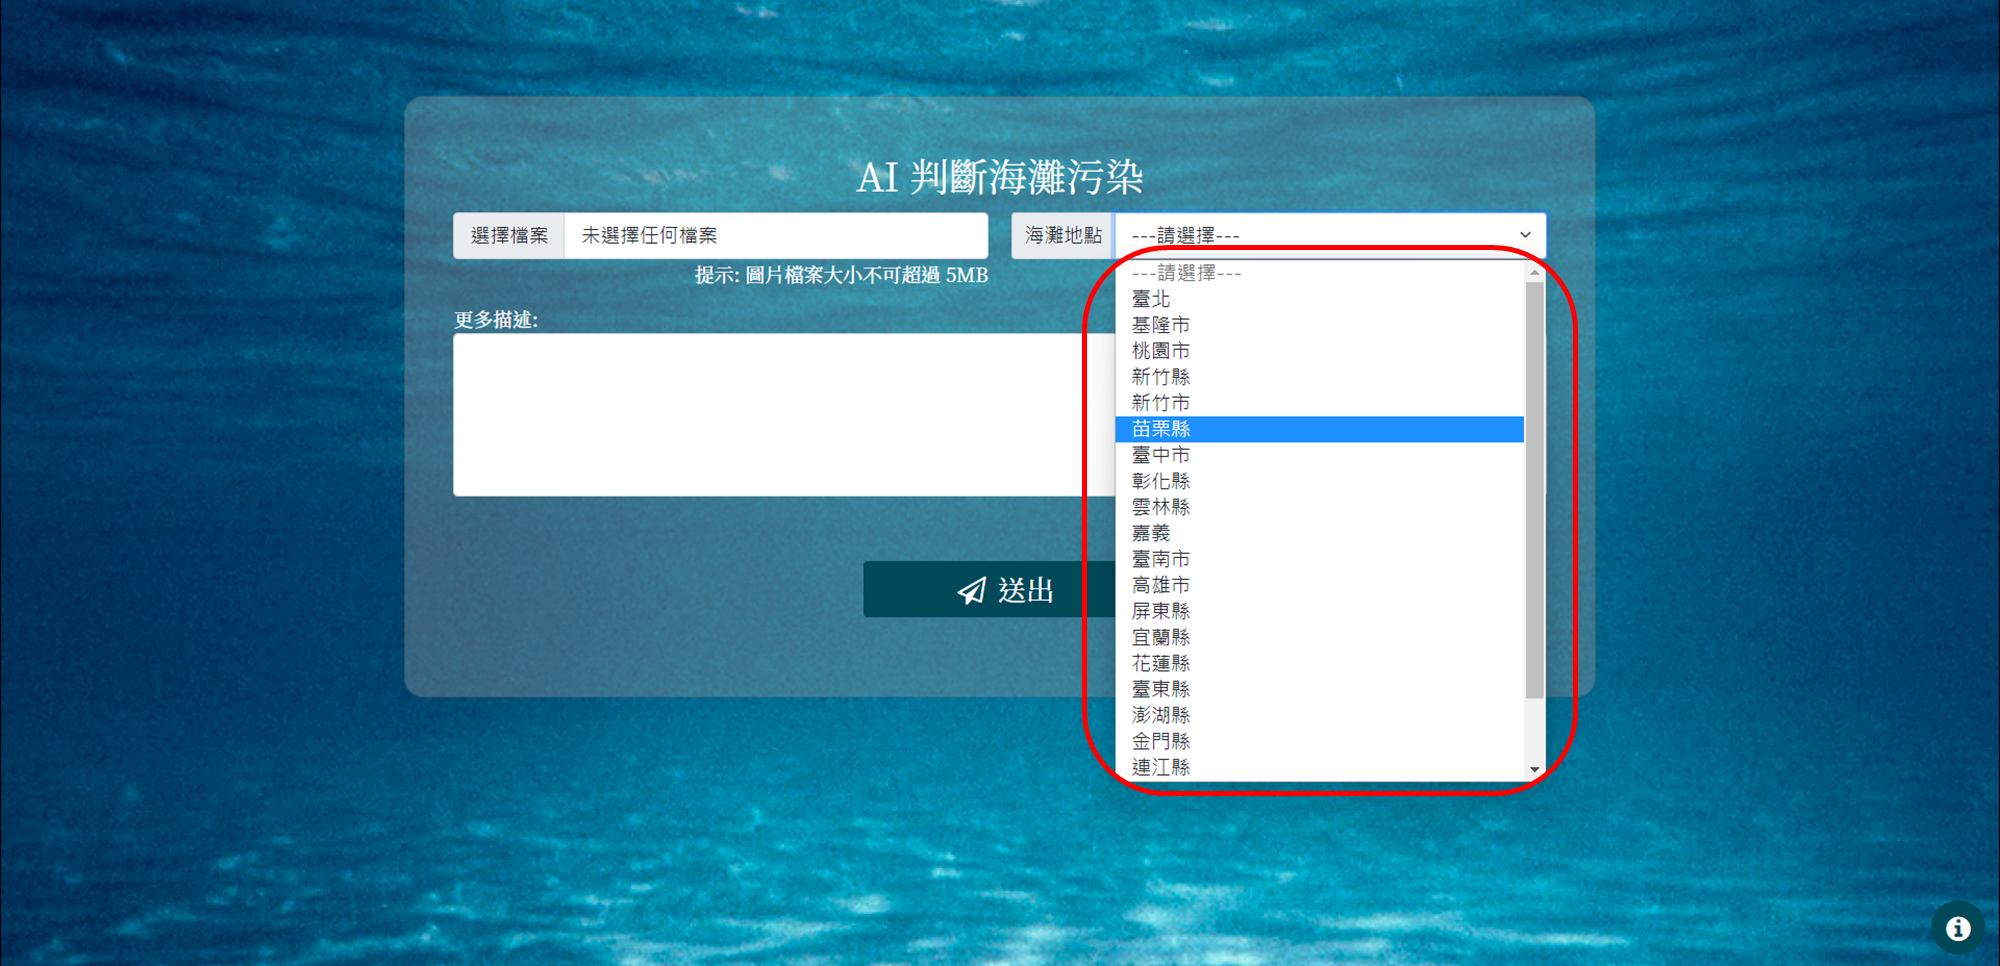 AI 判斷海灘污染
選擇檔案 未選擇任何檔案
海灘地點 ---請選擇---
提示: 圖片檔案大小不可超過 5MB
更多描述:
---請選擇---
臺北
基隆市
桃園市
新竹縣
新竹市
苗栗縣
臺中市
彰化縣
雲林縣
嘉義
臺南市
高雄市
屏東縣
宜蘭縣
花蓮縣
臺東縣
澎湖縣
金門縣
連江縣
送出